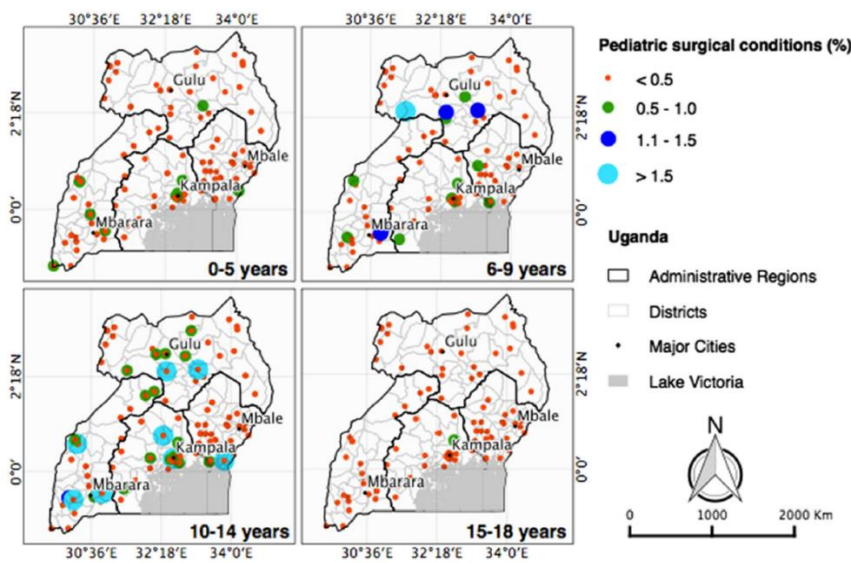 30°36'E 32°18'E 34°0'E
30°36'E 32°18'E 34°0'E
2°18'N
0°0'
Gulu
Mbale
Kampala
Mbarara
0-5 years
Gulu
Mbale
Kampala
Mbarara
6-9 years
2°18'N
0°0'
2°18'N
0°0'
Gulu
Mbale
Kampala
Mbarara
10-14 years
Gulu
Mbale
Kampala
Mbarara
15-18 years
2°18'N
0°0'
30°36'E 32°18'E 34°0'E
30°36'E 32°18'E 34°0'E
Pediatric surgical conditions (%)
< 0.5
0.5 - 1.0
1.1 - 1.5
> 1.5
Uganda
Administrative Regions
Districts
Major Cities
Lake Victoria
N
0 1000 2000 Km